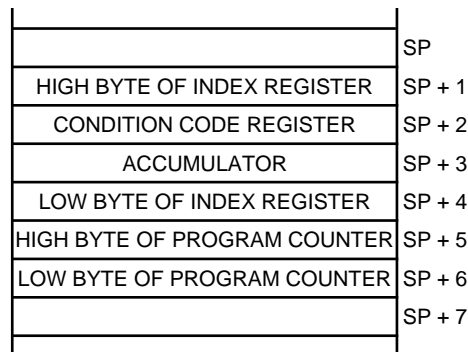 SP
HIGH BYTE OF INDEX REGISTER SP + 1
CONDITION CODE REGISTER SP + 2
ACCUMULATOR SP + 3
LOW BYTE OF INDEX REGISTER SP + 4
HIGH BYTE OF PROGRAM COUNTER SP + 5
LOW BYTE OF PROGRAM COUNTER SP + 6
SP + 7